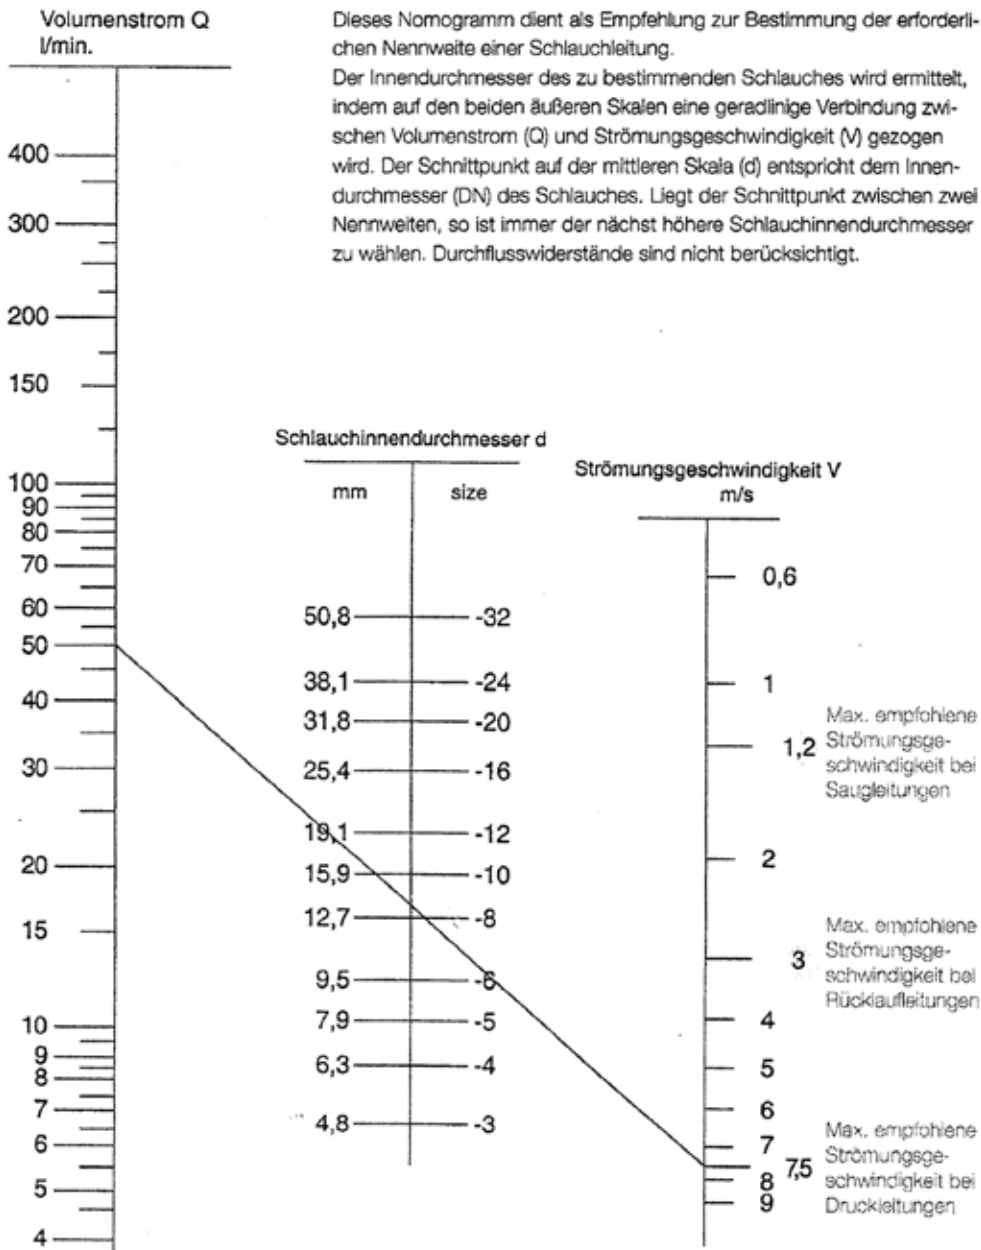 Volumenstrom Q
l/min.
Dieses Nomogramm dient als Empfehlung zur Bestimmung der erforderli-
chen Nennweite einer Schlauchleitung.
Der Innendurchmesser des zu bestimmenden Schlauches wird ermittelt,
indem auf den beiden äußeren Skalen eine geradlinige Verbindung zwi-
schen Volumenstrom (Q) und Strömungsgeschwindigkeit (V) gezogen
wird. Der Schnittpunkt auf der mittleren Skala (d) entspricht dem Innen-
durchmesser (DN) des Schlauches. Liegt der Schnittpunkt zwischen zwei
Nennweiten, so ist immer der nächst höhere Schlauchinnendurchmesser
zu wählen. Durchflusswiderstände sind nicht berücksichtigt.
400
300
200
150
100
90
80
70
60
50
40
30
20
15
10
9
8
7
6
5
4
Schlauchinnendurchmesser d
mm size
50,8 -32
38,1 -24
31,8 -20
25,4 -16
19,1 -12
15,9 -10
12,7 -8
9,5 -6
7,9 -5
6,3 -4
4,8 -3
Strömungsgeschwindigkeit V
m/s
0,6
1
1,2
Max. empfohlene
Strömungsge-
schwindigkeit bei
Saugleitungen
2
3
Max. empfohlene
Strömungsge-
schwindigkeit bei
Rücklaufleitungen
4
5
6
7
7,5
8
9
Max. empfohlene
Strömungsge-
schwindigkeit bei
Druckleitungen